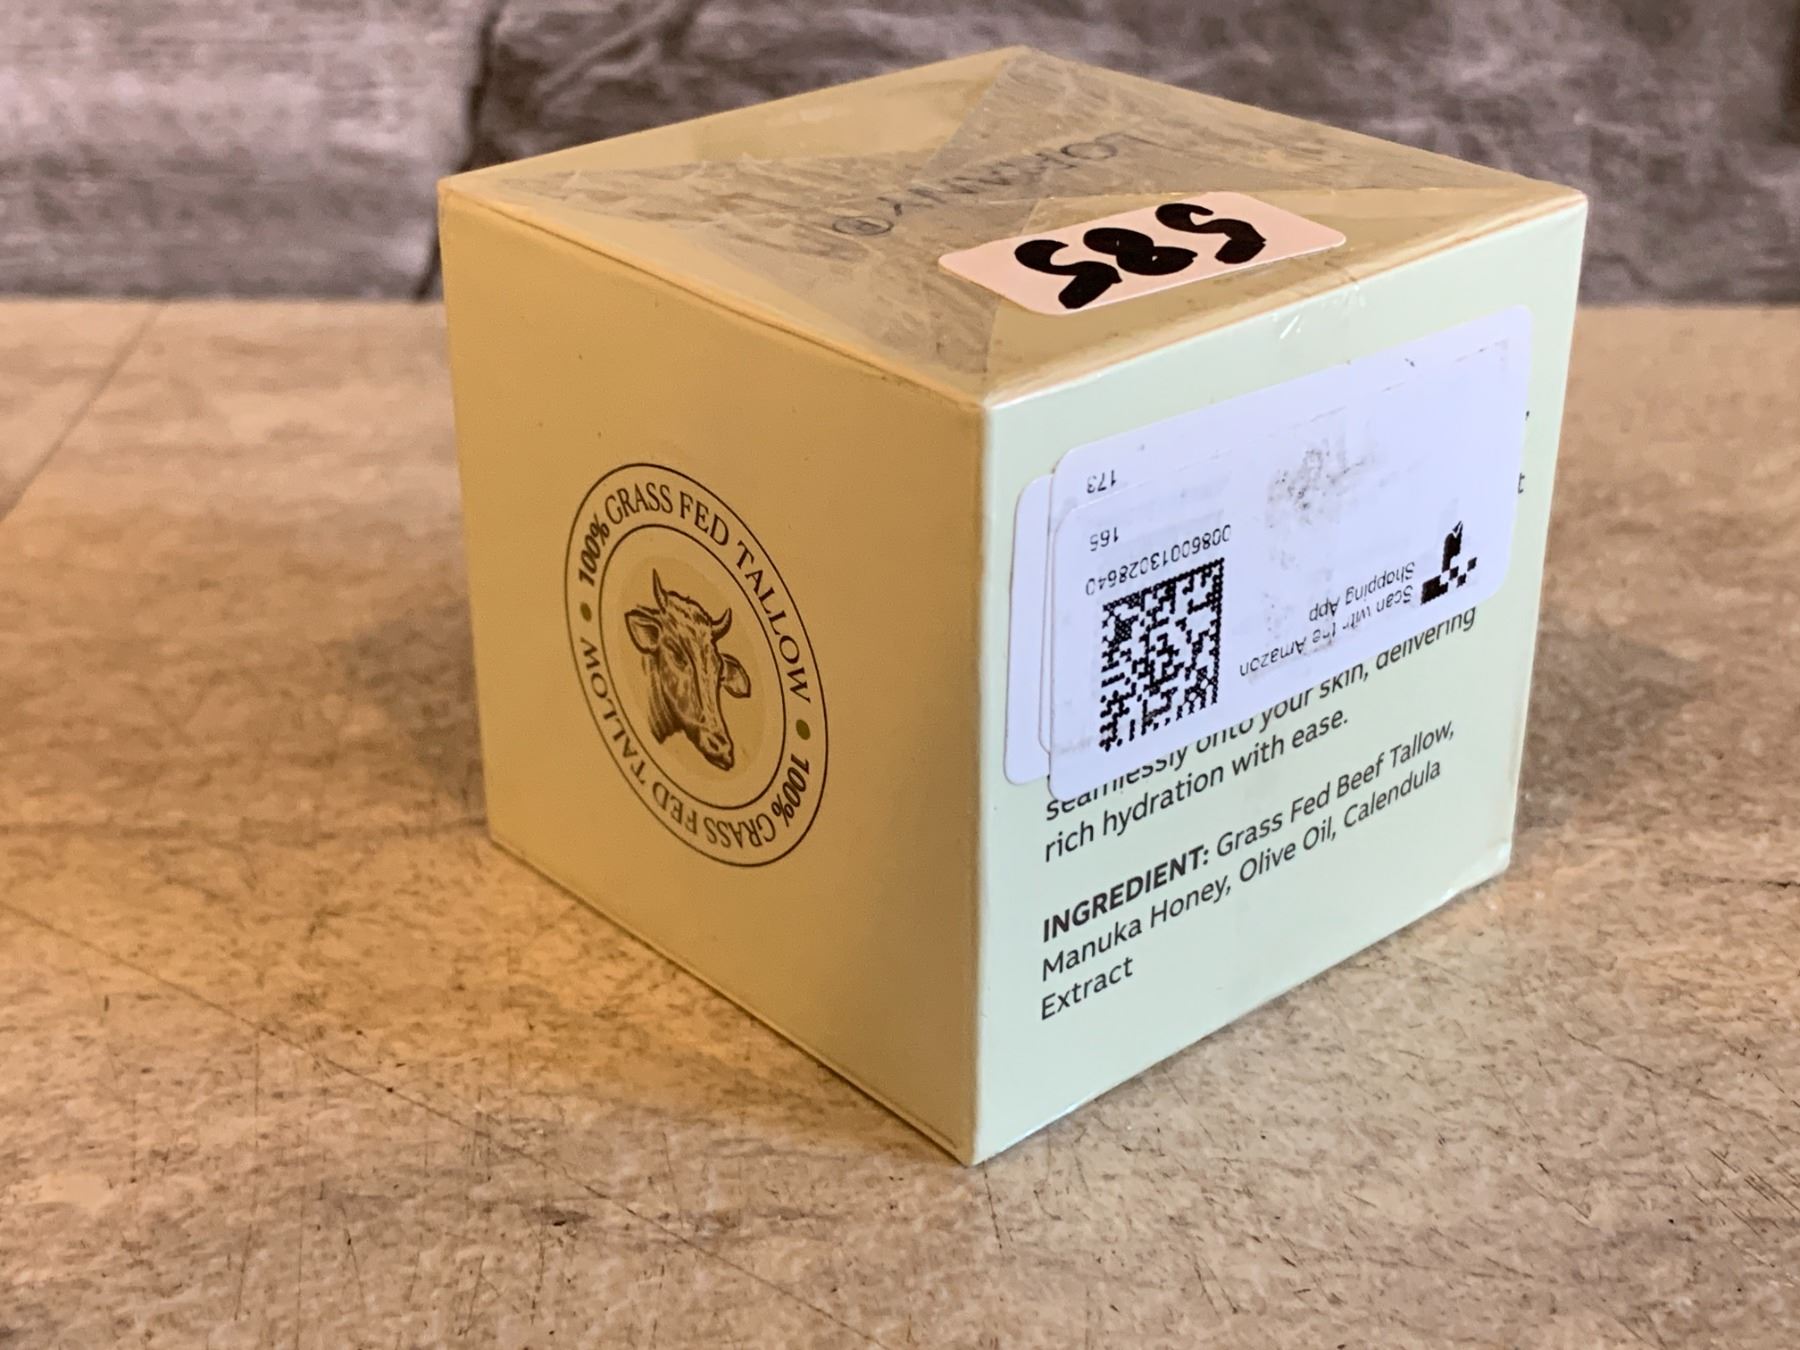 585
100% GRASS FED TALLOW • 100% GRASS FED TALLOW •
173
165
00860013028640
Scan with the Amazon
Shopping App
seamlessly onto your skin, delivering
rich hydration with ease.
INGREDIENT: Grass Fed Beef Tallow,
Manuka Honey, Olive Oil, Calendula
Extract